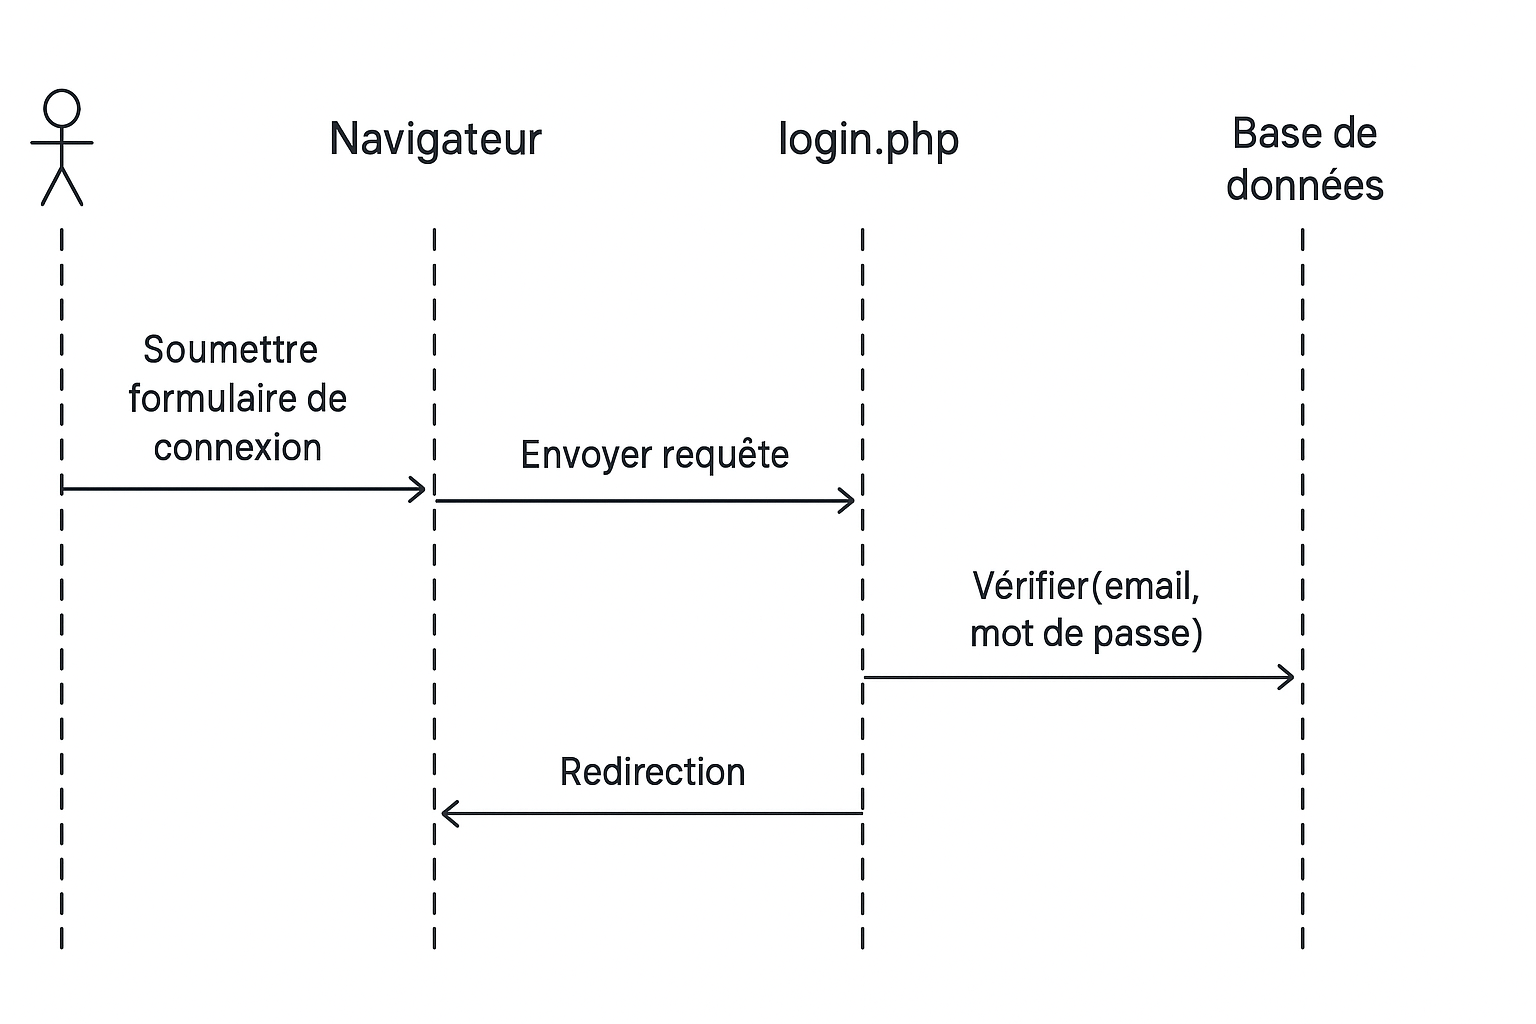 Navigateur
login.php
Base de
données
Soumettre
formulaire de
connexion
Envoyer requête
Vérifier(email,
mot de passe)
Redirection